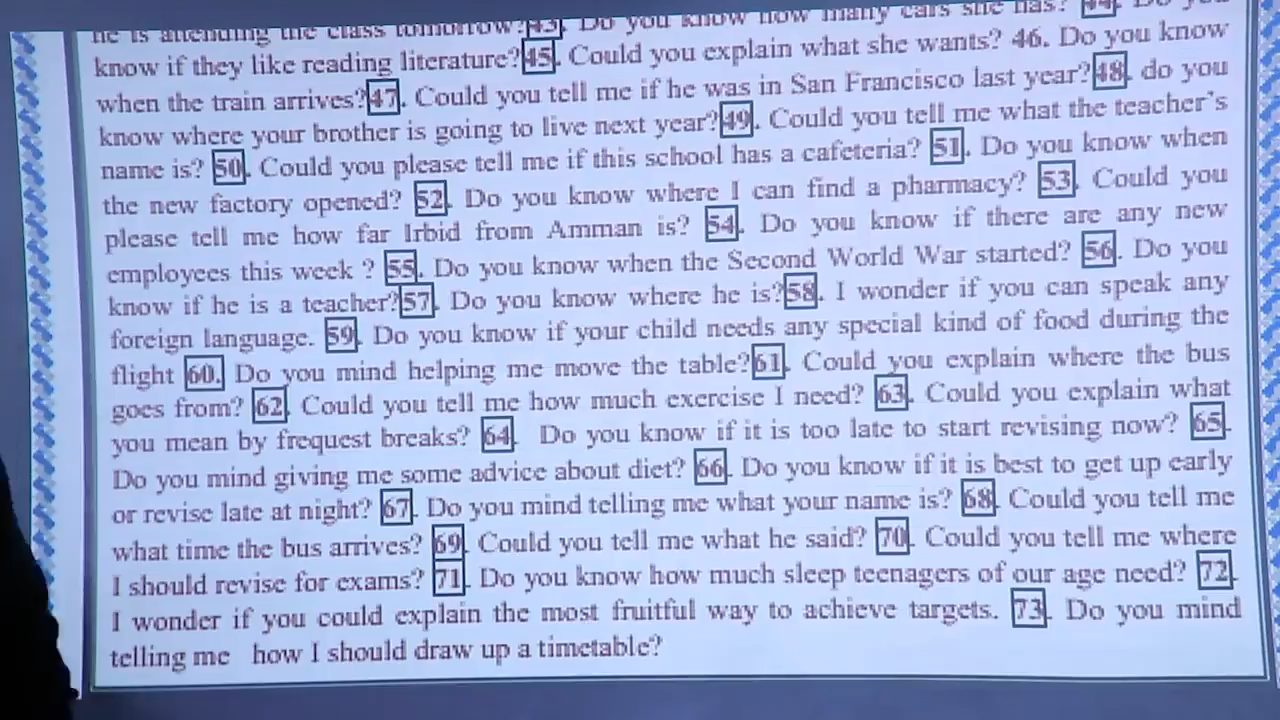 he is attending the class tomorrow? 43. Do you know how many cars she has? 44. Do you
know if they like reading literature? 45. Could you explain what she wants? 46. Do you know
when the train arrives? 47. Could you tell me if he was in San Francisco last year? 48. do you
know where your brother is going to live next year? 49. Could you tell me what the teacher's
name is? 50. Could you please tell me if this school has a cafeteria? 51. Do you know when
the new factory opened? 52. Do you know where I can find a pharmacy? 53. Could you
please tell me how far Irbid from Amman is? 54. Do you know if there are any new
employees this week ? 55. Do you know when the Second World War started? 56. Do you
know if he is a teacher? 57. Do you know where he is? 58. I wonder if you can speak any
foreign language. 59. Do you know if your child needs any special kind of food during the
flight 60. Do you mind helping me move the table? 61. Could you explain where the bus
goes from? 62. Could you tell me how much exercise I need? 63. Could you explain what
you mean by frequest breaks? 64. Do you know if it is too late to start revising now? 65.
Do you mind giving me some advice about diet? 66. Do you know if it is best to get up early
or revise late at night? 67. Do you mind telling me what your name is? 68. Could you tell me
what time the bus arrives? 69. Could you tell me what he said? 70. Could you tell me where
I should revise for exams? 71. Do you know how much sleep teenagers of our age need? 72.
I wonder if you could explain the most fruitful way to achieve targets. 73. Do you mind
telling me how I should draw up a timetable?